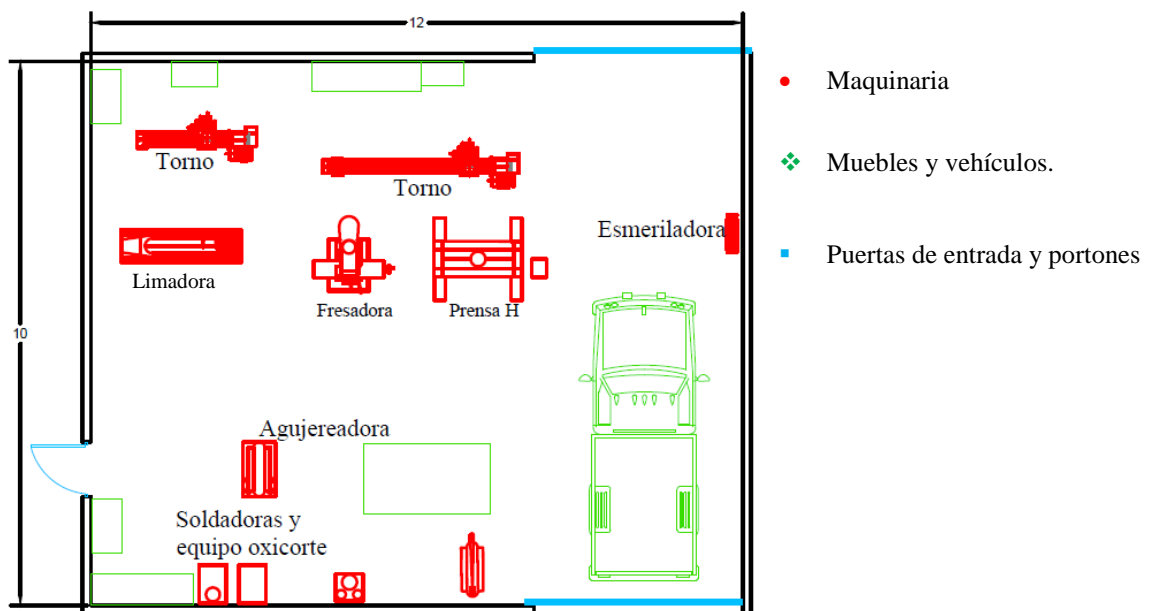 12
Maquinaria
Torno
Muebles y vehículos.
Torno
Esmeriladora
Puertas de entrada y portones
Limadora
Fresadora
Prensa H
10
Agujereadora
Soldadoras y
equipo oxicorte